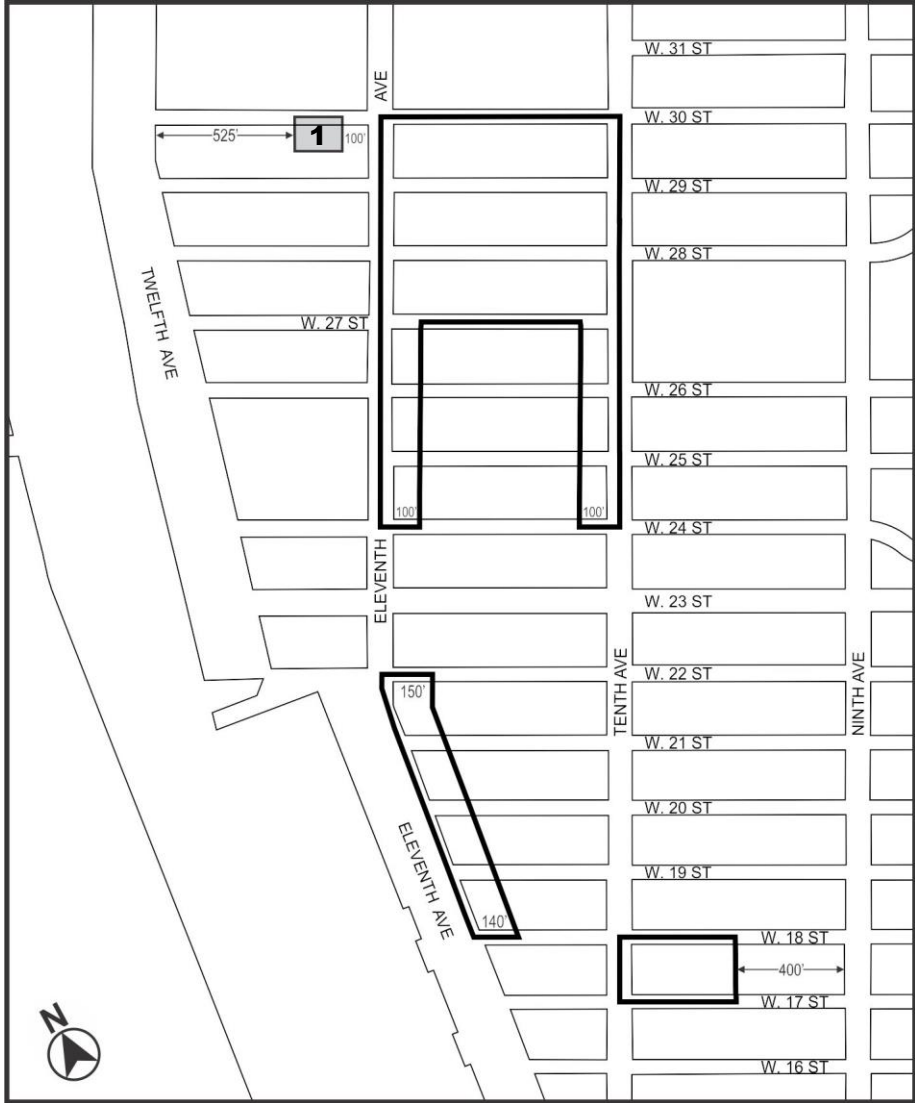 W. 31 ST
AVE
W. 30 ST
525'
1
100'
W. 29 ST
W. 28 ST
TWELFTH AVE
W. 27 ST
W. 26 ST
W. 25 ST
100'
100'
W. 24 ST
ELEVENTH
W. 23 ST
W. 22 ST
TENTH AVE
NINTH AVE
150'
W. 21 ST
W. 20 ST
ELEVENTH AVE
W. 19 ST
140'
W. 18 ST
400'
W. 17 ST
N
W. 16 ST